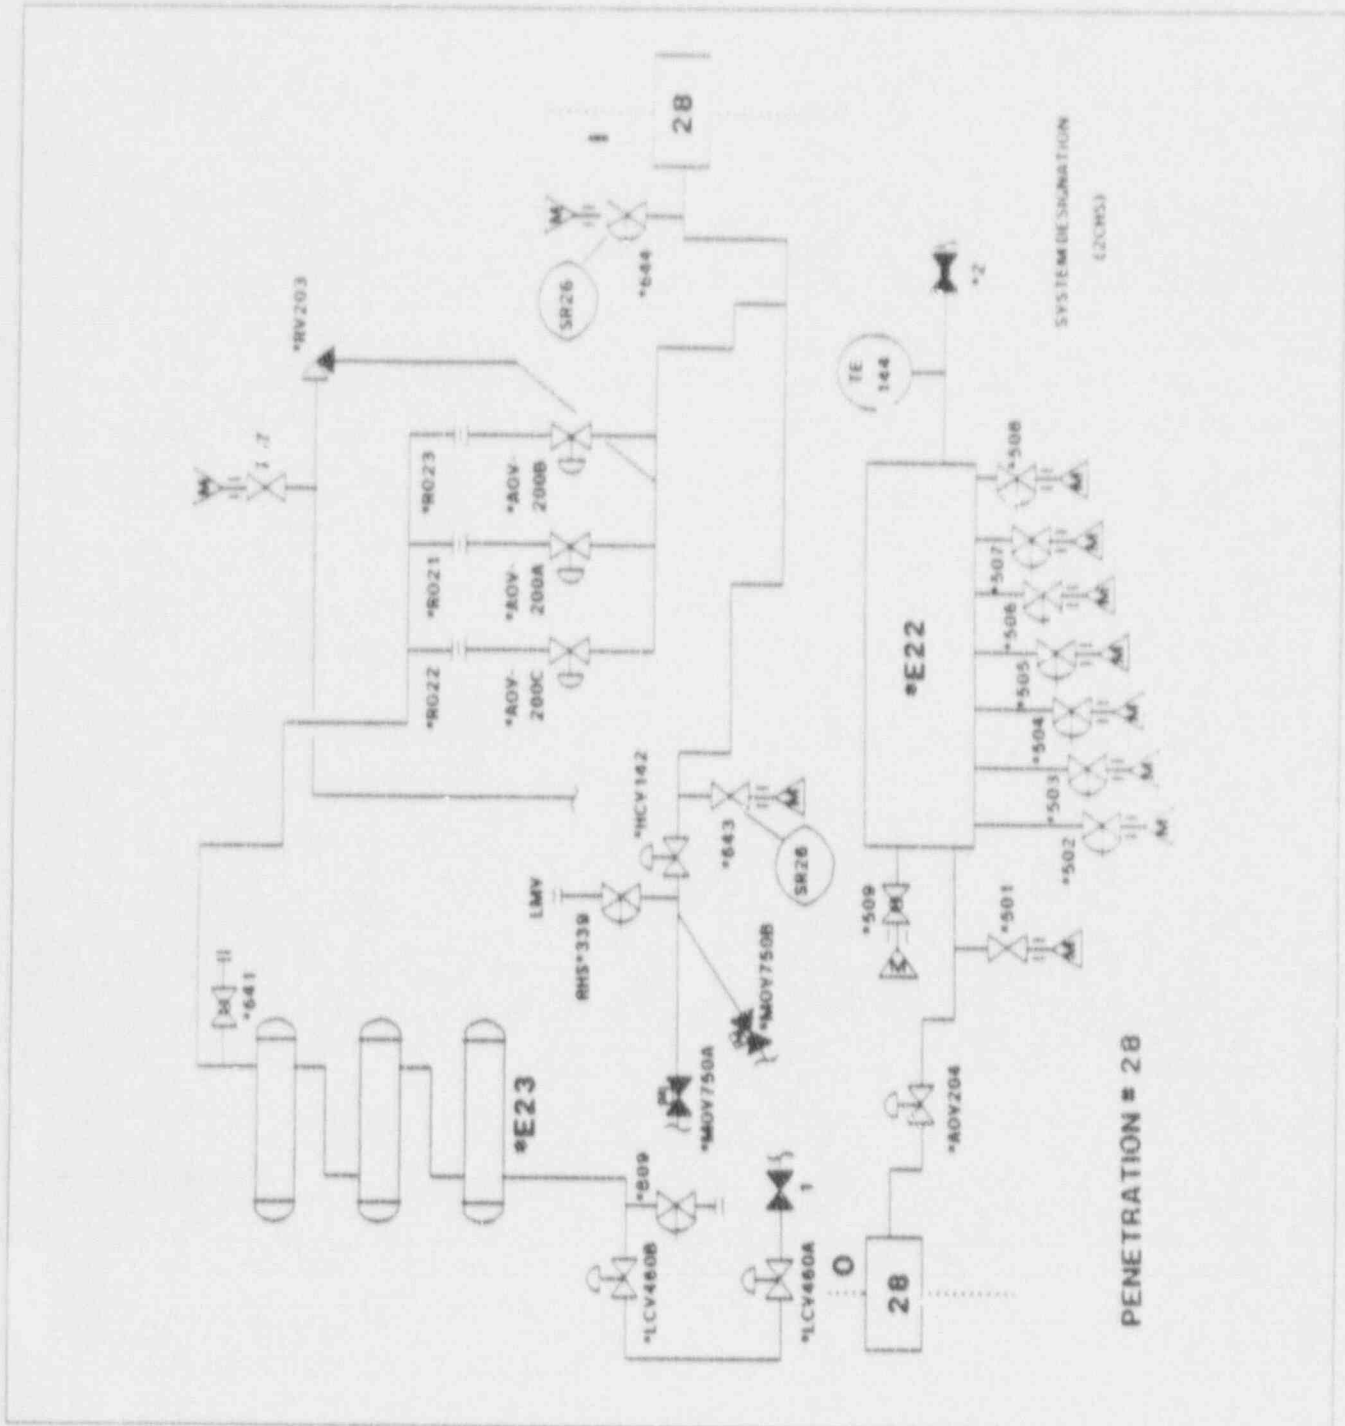 28
I
M
*644
SR26
*RV203
M
*RO23
*RO21
*RO22
*AOV-
200B
*AOV-
200A
*AOV-
200C
*641
*E23
LMV
RHS*339
*HCV142
M
*643
SR26
*MOV750B
*MOV750A
*809
*LCV460B
1
*LCV460A
O
28
*AOV204
*501
M
*509
C
*E22
TE
144
*2
*508
M
*507
M
*506
M
*505
M
*504
M
*503
M
*502
M
SYSTEM DESIGNATION
(2CHS)
PENETRATION # 28